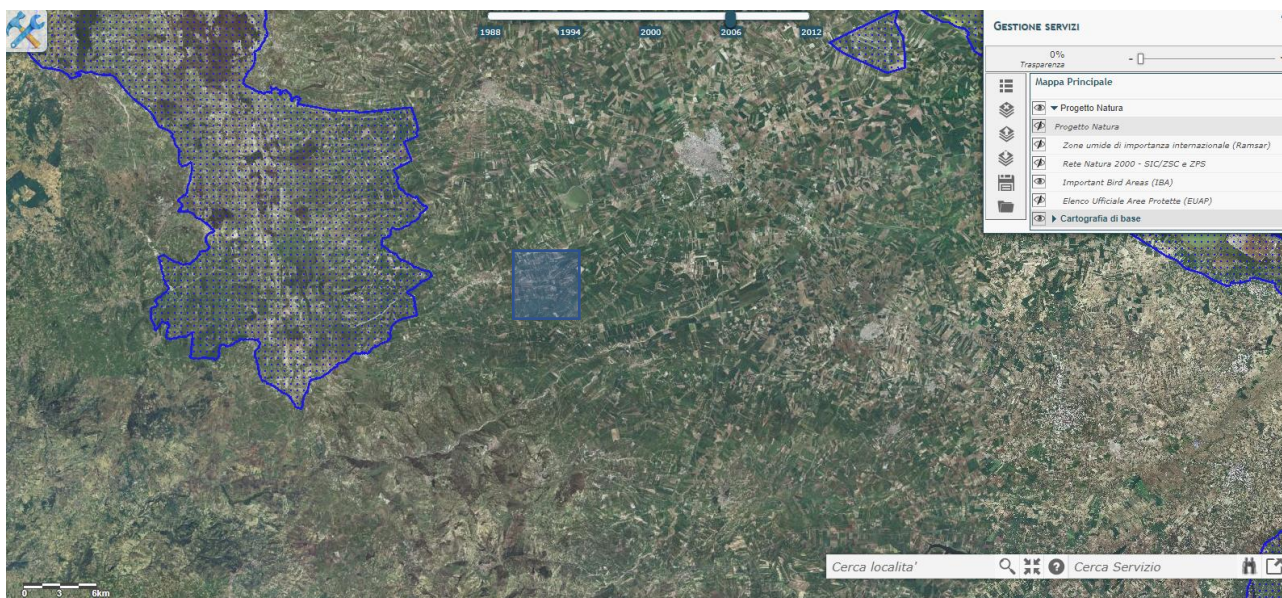 1988 1994 2000 2006 2012
GESTIONE SERVIZI
0%
Trasparenza
-
Mappa Principale
Progetto Natura
Progetto Natura
Zone umide di importanza internazionale (Ramsar)
Rete Natura 2000 - SIC/ZSC e ZPS
Important Bird Areas (IBA)
Elenco Ufficiale Aree Protette (EUAP)
Cartografia di base
Cerca localita'
?
Cerca Servizio
0 3 6km